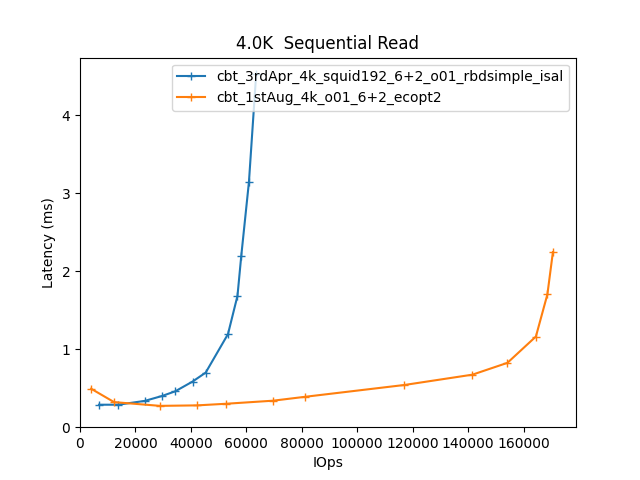 4.0K  Sequential Read
cbt_3rdApr_4k_squid192_6+2_o01_rbdsimple_isal
cbt_1stAug_4k_o01_6+2_ecopt2
Latency (ms)
4
3
2
1
0
0 20000 40000 60000 80000 100000 120000 140000 160000
IOps